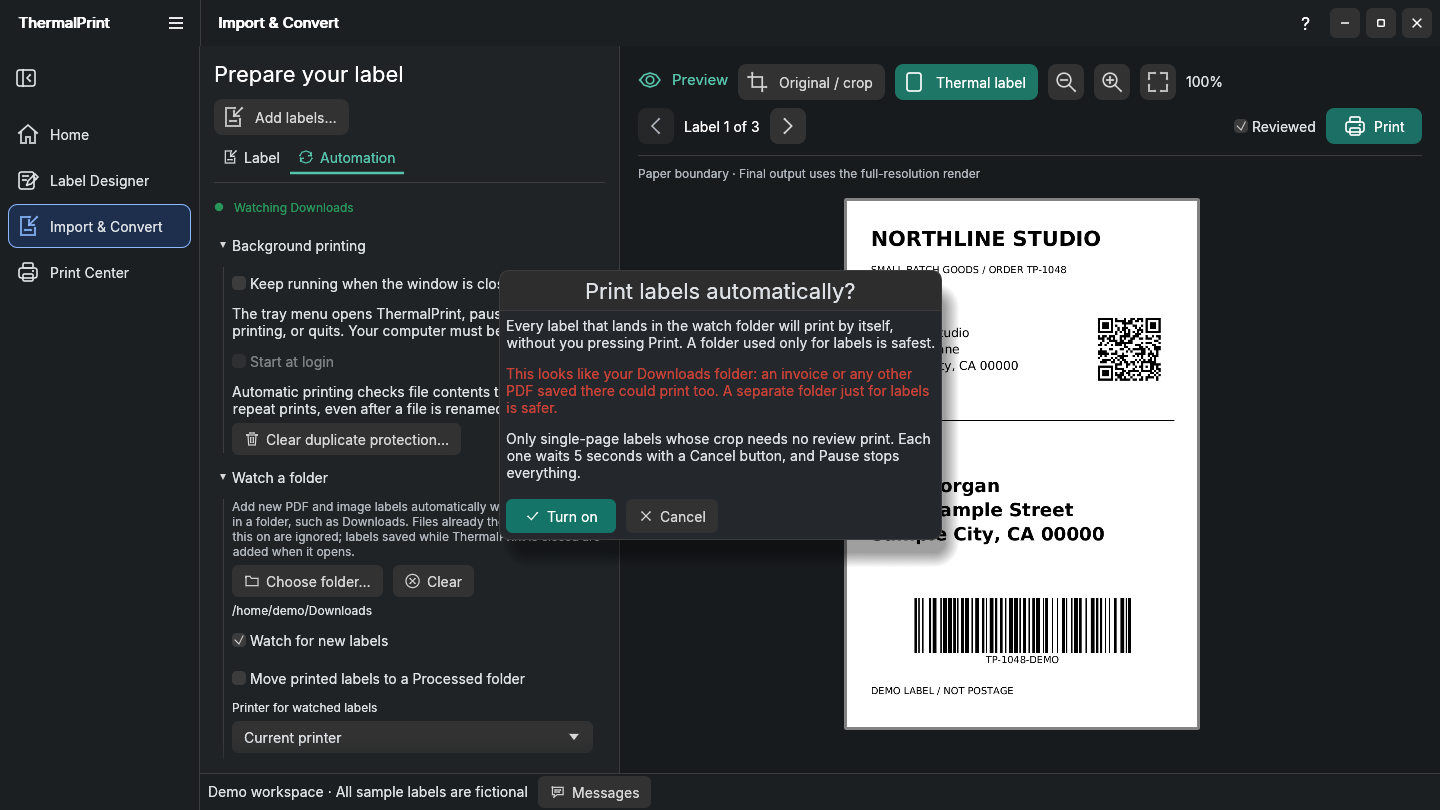 ThermalPrint
Import & Convert
?
Home
Label Designer
Import & Convert
Print Center
Prepare your label
Add labels...
Label
Automation
Watching Downloads
Background printing
Keep running when the window is clos
The tray menu opens ThermalPrint, paus
printing, or quits. Your computer must be
Start at login
Automatic printing checks file contents t
repeat prints, even after a file is renamed
Clear duplicate protection...
Watch a folder
Add new PDF and image labels automatically w
in a folder, such as Downloads. Files already the
this on are ignored; labels saved while Thermal
added when it opens.
Choose folder...
Clear
/home/demo/Downloads
Watch for new labels
Move printed labels to a Processed folder
Printer for watched labels
Current printer
Preview
Original / crop
Thermal label
100%
Label 1 of 3
Reviewed
Print
Paper boundary · Final output uses the full-resolution render
NORTHLINE STUDIO
SMALL BATCH GOODS / ORDER TP-1048
tudio
ane
ty, CA 00000
organ
ample Street
Sample City, CA 00000
TP-1048-DEMO
DEMO LABEL / NOT POSTAGE
Print labels automatically?
Every label that lands in the watch folder will print by itself,
without you pressing Print. A folder used only for labels is safest.
This looks like your Downloads folder: an invoice or any other
PDF saved there could print too. A separate folder just for labels
is safer.
Only single-page labels whose crop needs no review print. Each
one waits 5 seconds with a Cancel button, and Pause stops
everything.
Turn on
Cancel
Demo workspace · All sample labels are fictional
Messages